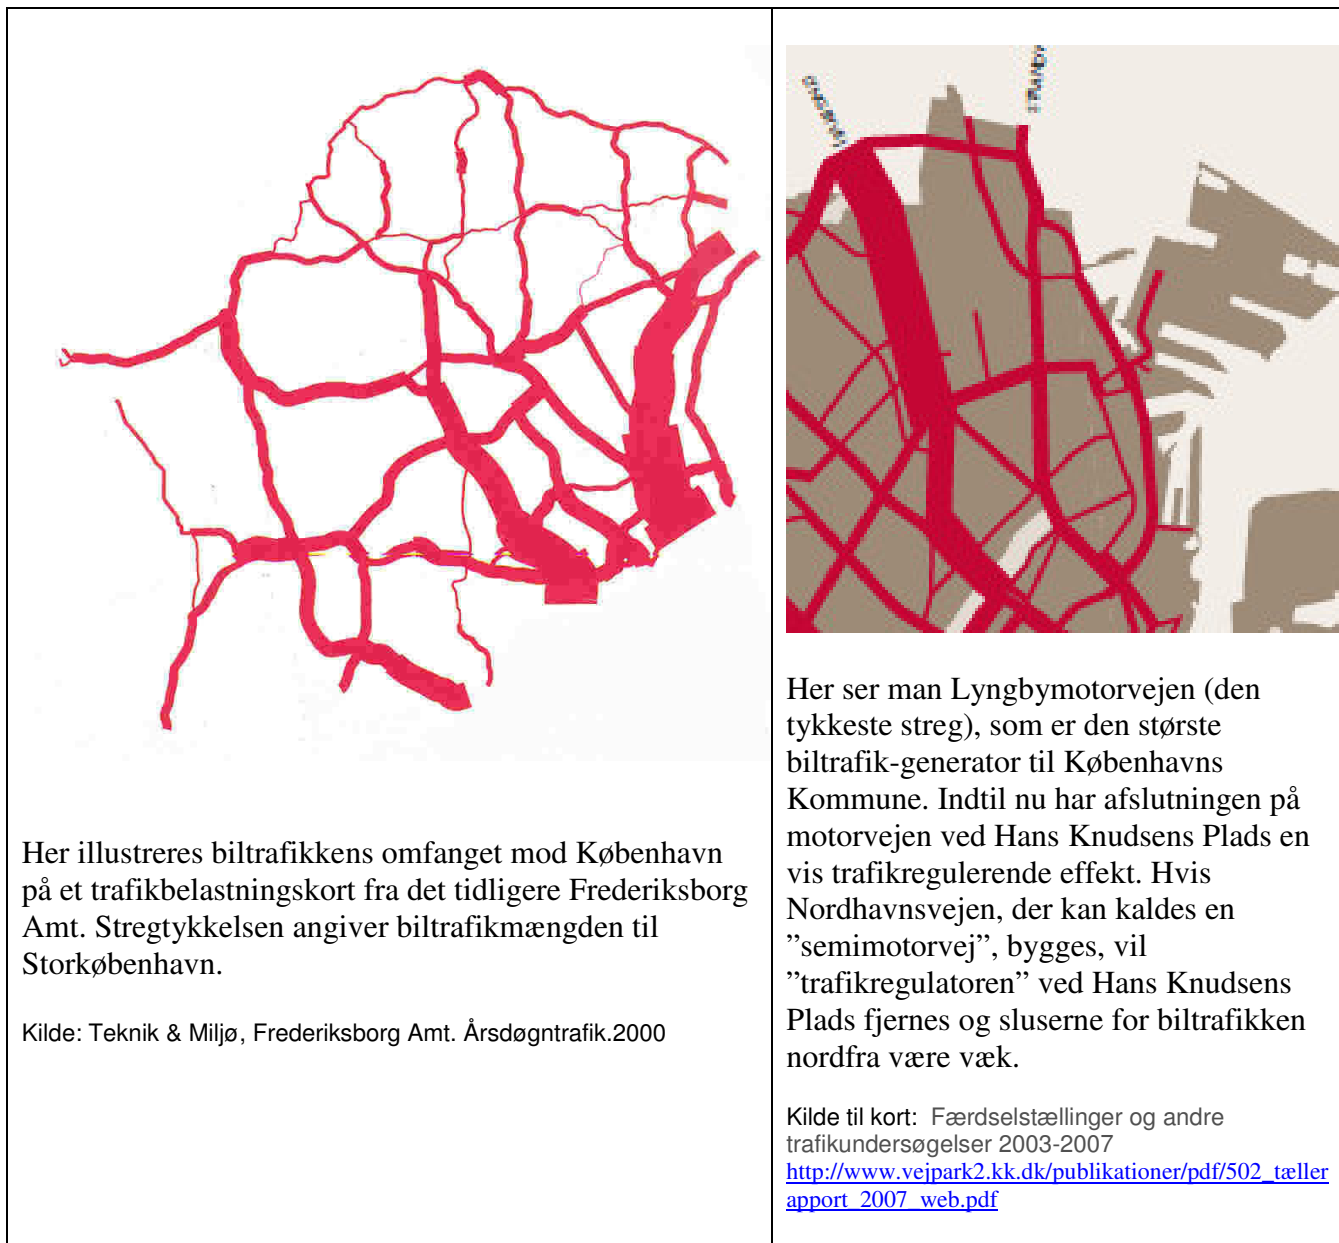 Her illustreres biltrafikkens omfanget mod København
på et trafikbelastningskort fra det tidligere Frederiksborg
Amt. Stregtykkelsen angiver biltrafikmængden til
Storkøbenhavn.
Kilde: Teknik & Miljø, Frederiksborg Amt. Årsdøgntrafik.2000
Her ser man Lyngbymotorvejen (den
tykkeste streg), som er den største
biltrafik-generator til Københavns
Kommune. Indtil nu har afslutningen på
motorvejen ved Hans Knudsens Plads en
vis trafikregulerende effekt. Hvis
Nordhavnsvejen, der kan kaldes en
”semimotorvej”, bygges, vil
”trafikregulatoren” ved Hans Knudsens
Plads fjernes og sluserne for biltrafikken
nordfra være væk.
Kilde til kort: Færdselstællinger og andre
trafikundersøgelser 2003-2007
http://www.vejpark2.kk.dk/publikationer/pdf/502_tæller
apport_2007_web.pdf